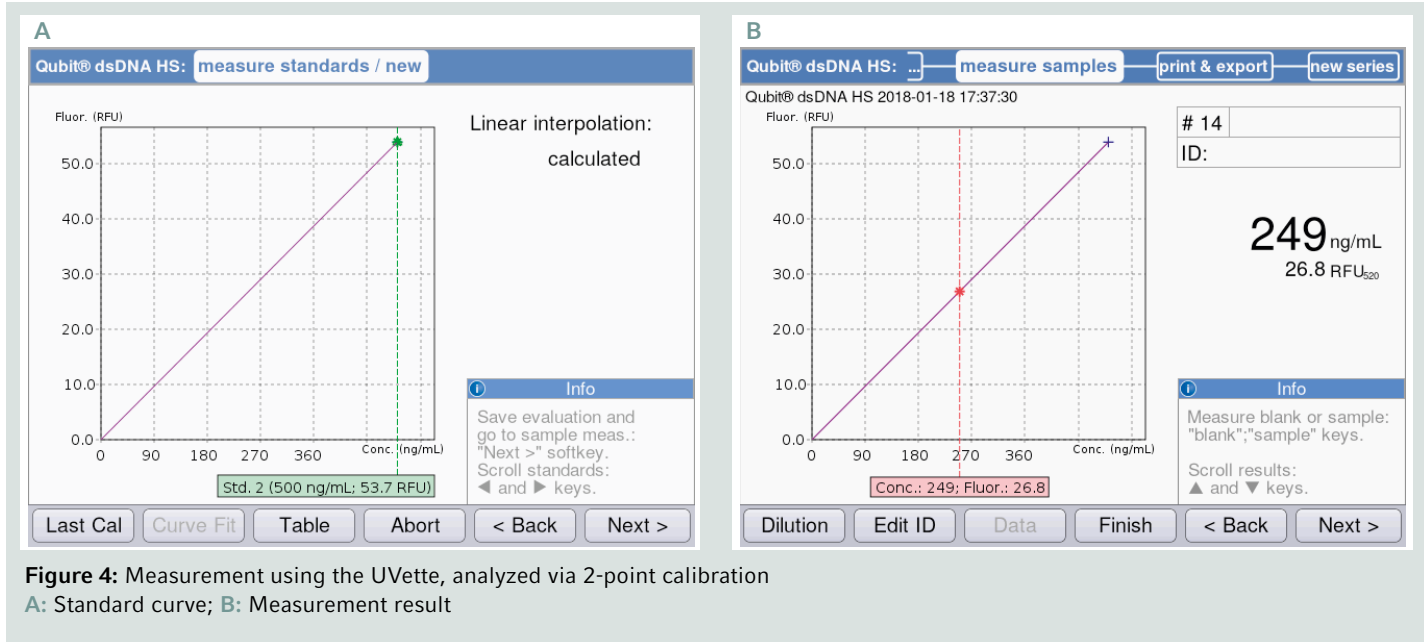 A
Qubit® dsDNA HS: measure standards / new
Fluor. (RFU)
50.0
40.0
30.0
20.0
10.0
0.0
0 90 180 270 360
Conc. (ng/mL)
Std. 2 (500 ng/mL; 53.7 RFU)
Linear interpolation:
calculated
i Info
Save evaluation and
go to sample meas.:
"Next >" softkey.
Scroll standards:
◀ and ▶ keys.
Last Cal Curve Fit Table Abort < Back Next >
B
Qubit® dsDNA HS: ... measure samples print & export new series
Qubit® dsDNA HS 2018-01-18 17:37:30
Fluor. (RFU)
50.0
40.0
30.0
20.0
10.0
0.0
0 90 180 270 360
Conc. (ng/mL)
Conc.: 249; Fluor.: 26.8
# 14
ID:
249 ng/mL
26.8 RFU520
i Info
Measure blank or sample:
"blank";"sample" keys.
Scroll results:
▲ and ▼ keys.
Dilution Edit ID Data Finish < Back Next >
Figure 4: Measurement using the UVette, analyzed via 2-point calibration
A: Standard curve; B: Measurement result